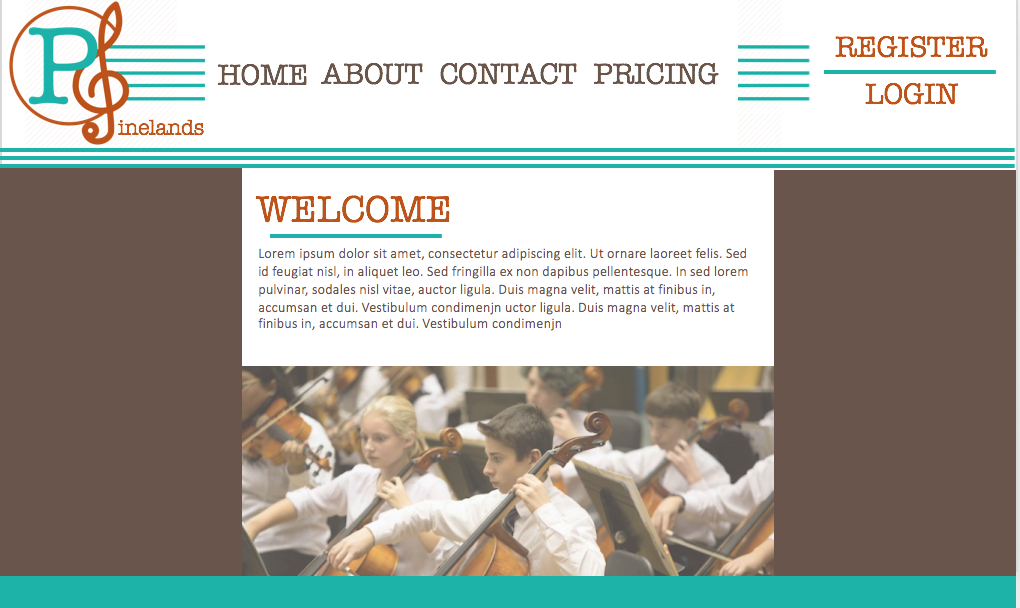 P
inelands
HOME ABOUT CONTACT PRICING
REGISTER
LOGIN
WELCOME
Lorem ipsum dolor sit amet, consectetur adipiscing elit. Ut ornare laoreet felis. Sed
id feugiat nisl, in aliquet leo. Sed fringilla ex non dapibus pellentesque. In sed lorem
pulvinar, sodales nisl vitae, auctor ligula. Duis magna velit, mattis at finibus in,
accumsan et dui. Vestibulum condimenjn uctor ligula. Duis magna velit, mattis at
finibus in, accumsan et dui. Vestibulum condimenjn